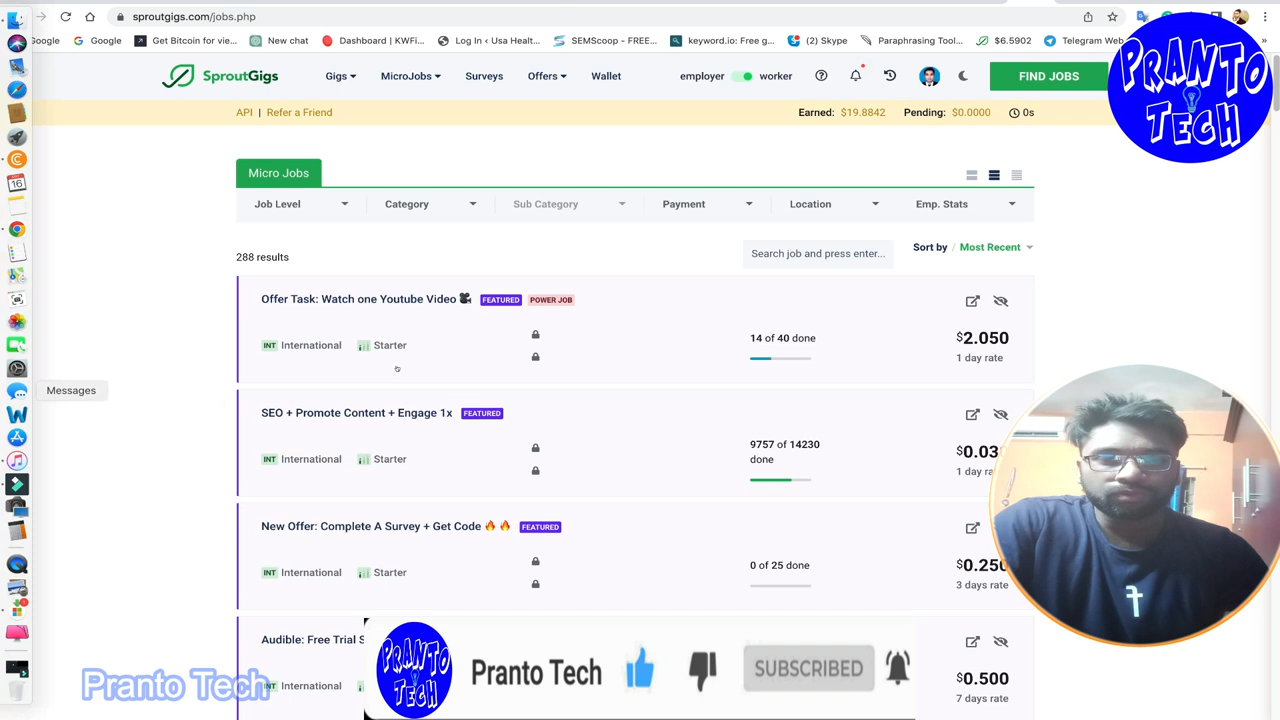 sproutgigs.com/jobs.php
Google
Google
Get Bitcoin for vie...
New chat
Dashboard | KWFi...
Log In ‹ Usa Healt...
SEMScoop - FREE...
keyword.io: Free g...
(2) Skype
Paraphrasing Tool...
$6.5902
Telegram Web
»
SproutGigs
Gigs
MicroJobs
Surveys
Offers
Wallet
employer
worker
FIND JOBS
API | Refer a Friend
Earned: $19.8842
Pending: $0.0000
0s
PRANTO
TECH
Micro Jobs
Job Level
Category
Sub Category
Payment
Location
Emp. Stats
288 results
Search job and press enter...
Sort by / Most Recent
Offer Task: Watch one Youtube Video
FEATURED
POWER JOB
INT International
Starter
14 of 40 done
$2.050
1 day rate
Messages
SEO + Promote Content + Engage 1x
FEATURED
INT International
Starter
9757 of 14230
done
$0.03
1 day
New Offer: Complete A Survey + Get Code
FEATURED
INT International
Starter
0 of 25 done
$0.250
3 days rate
Audible: Free Trial S
INT International
$0.500
7 days rate
Pranto Tech
PRANTO
TECH
Pranto Tech
SUBSCRIBED